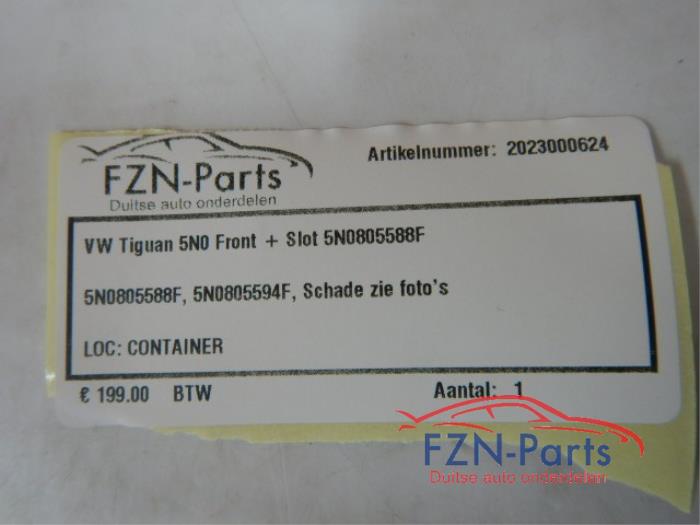 FZN-Parts
Duitse auto onderdelen
Artikelnummer: 2023000624
VW Tiguan 5N0 Front + Slot 5N0805588F
5N0805588F, 5N0805594F, Schade zie foto's
LOC: CONTAINER
€ 199.00 BTW
Aantal: 1
FZN-Parts
Duitse auto onderdelen